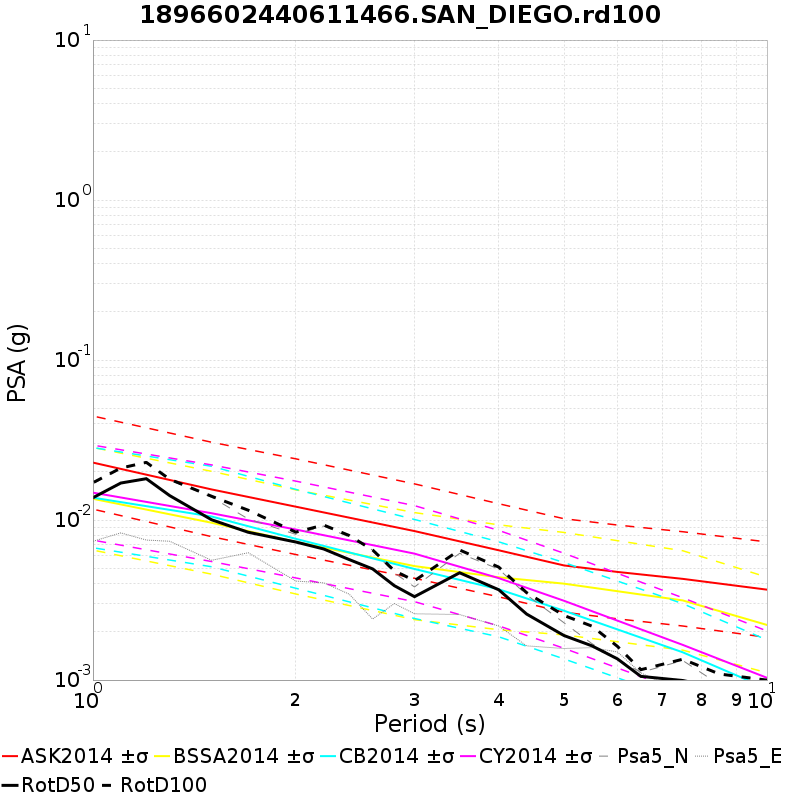 1896602440611466.SAN_DIEGO.rd100
10^1
10^0
10^-1
10^-2
10^-3
PSA (g)
10^0 2 3 4 5 6 7 8 9 10^1
Period (s)
ASK2014 ±σ BSSA2014 ±σ CB2014 ±σ CY2014 ±σ Psa5_N Psa5_E
RotD50 RotD100